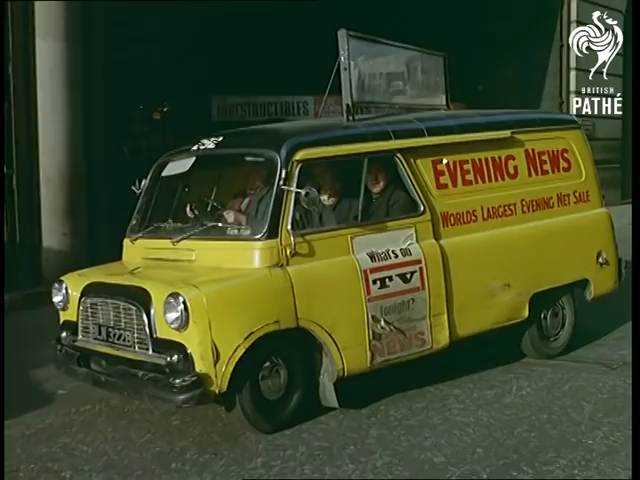 BRITISH
PATHÉ
INDESTRUCTIBLES
EVENING NEWS
WORLDS LARGEST EVENING NET SALE
What's on
TV
tonight?
NEWS